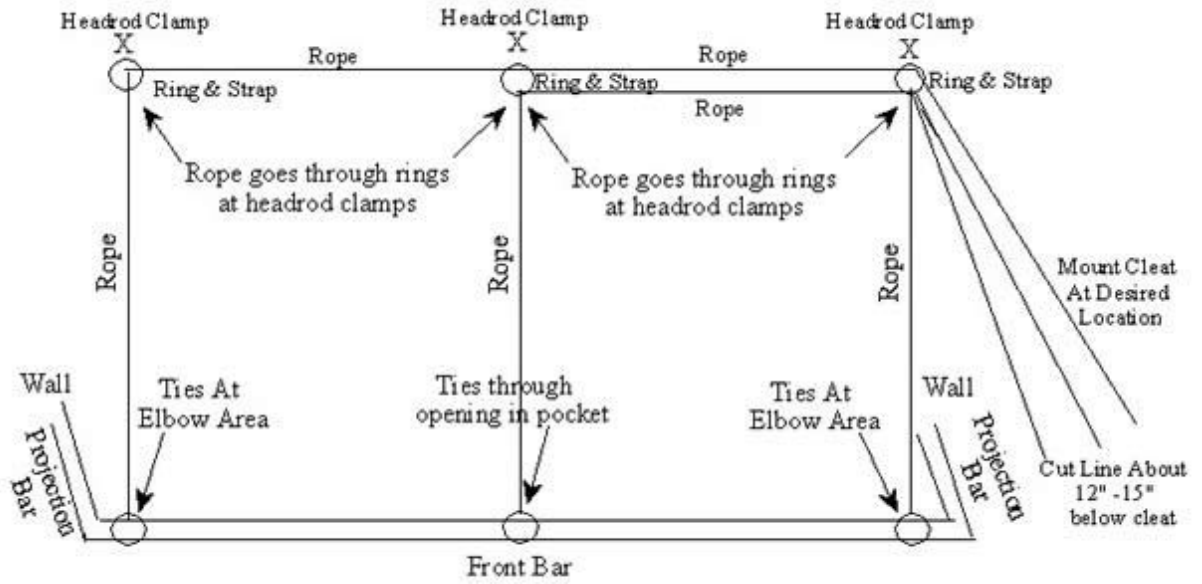 Headrod Clamp
X
Headrod Clamp
X
Headrod Clamp
X
Rope
Rope
Ring & Strap
Ring & Strap
Ring & Strap
Rope
Rope goes through rings
at headrod clamps
Rope goes through rings
at headrod clamps
Rope
Rope
Rope
Mount Cleat
At Desired
Location
Wall
Ties At
Elbow Area
Ties through
opening in pocket
Ties At
Elbow Area
Wall
Projection
Bar
Projection
Bar
Cut Line About
12" -15"
below cleat
Front Bar